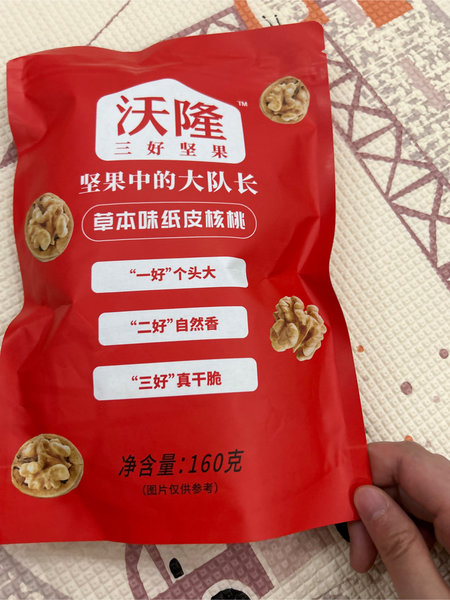 沃隆™
三好坚果
坚果中的大队长
草本味纸皮核桃
“一好”个头大
“二好”自然香
“三好”真干脆
净含量:160克
(图片仅供参考)